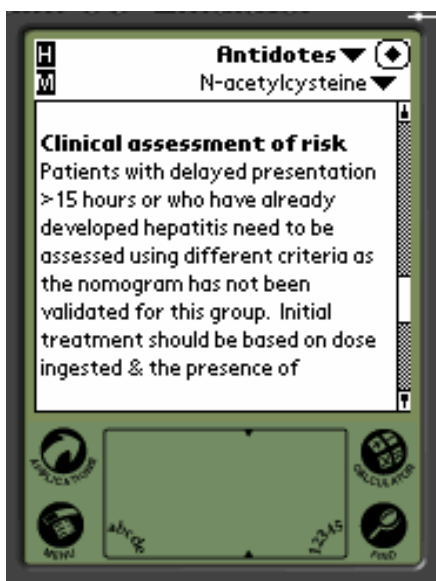 H
Antidotes
M
N-acetylcysteine
Clinical assessment of risk
Patients with delayed presentation
>15 hours or who have already
developed hepatitis need to be
assessed using different criteria as
the nomogram has not been
validated for this group. Initial
treatment should be based on dose
ingested & the presence of
APPLICATIONS
CALCULATOR
MENU
abcde
12345
FIND